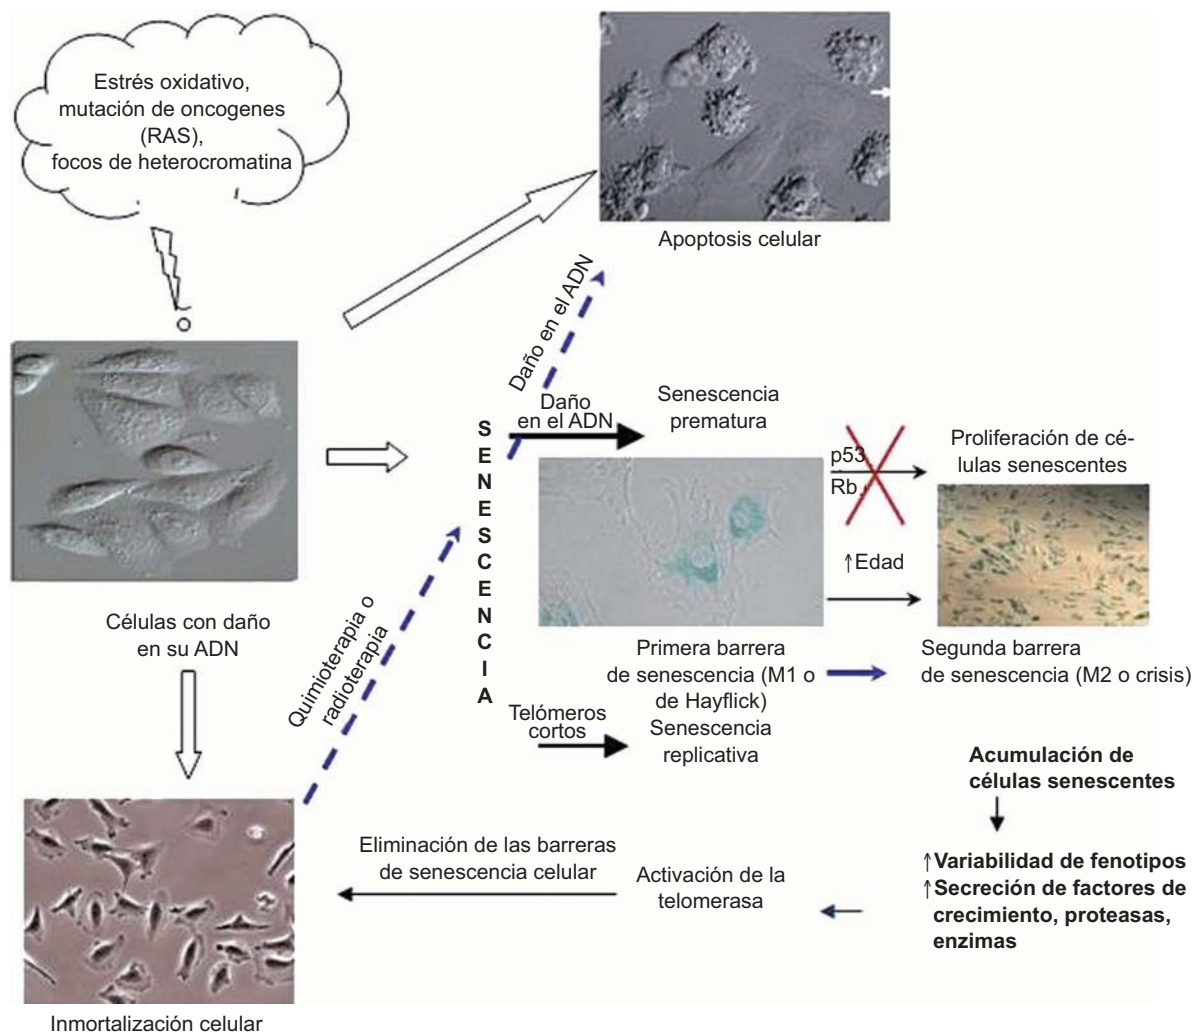 Estrés oxidativo,
mutación de oncogenes
(RAS),
focos de heterocromatina
Apoptosis celular
Daño en el ADN
Daño
en el ADN
Senescencia
prematura
SENESCENCIA
p53
Rb
Proliferación de cé-
lulas senescentes
↑Edad
Células con daño
en su ADN
Quimioterapia o
radioterapia
Primera barrera
de senescencia (M1 o
de Hayflick)
Segunda barrera
de senescencia (M2 o crisis)
Telómeros
cortos
Senescencia
replicativa
Acumulación de
células senescentes
↑Variabilidad de fenotipos
↑Secreción de factores de
crecimiento, proteasas,
enzimas
Activación de la
telomerasa
Eliminación de las barreras
de senescencia celular
Inmortalización celular